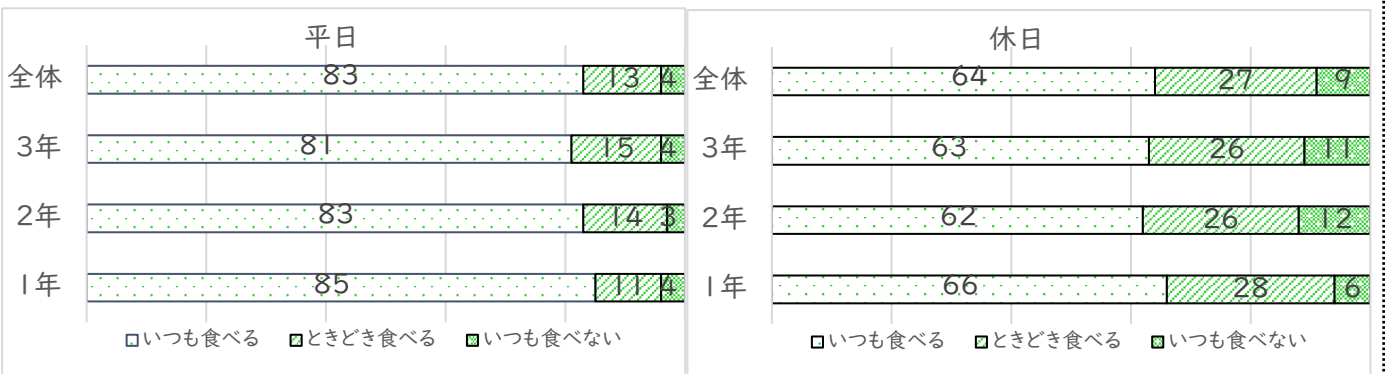 平日
全体 83 13 4
3年 81 15 4
2年 83 14 3
1年 85 11 4
いつも食べる ときどき食べる いつも食べない
休日
全体 64 27 9
3年 63 26 11
2年 62 26 12
1年 66 28 6
いつも食べる ときどき食べる いつも食べない